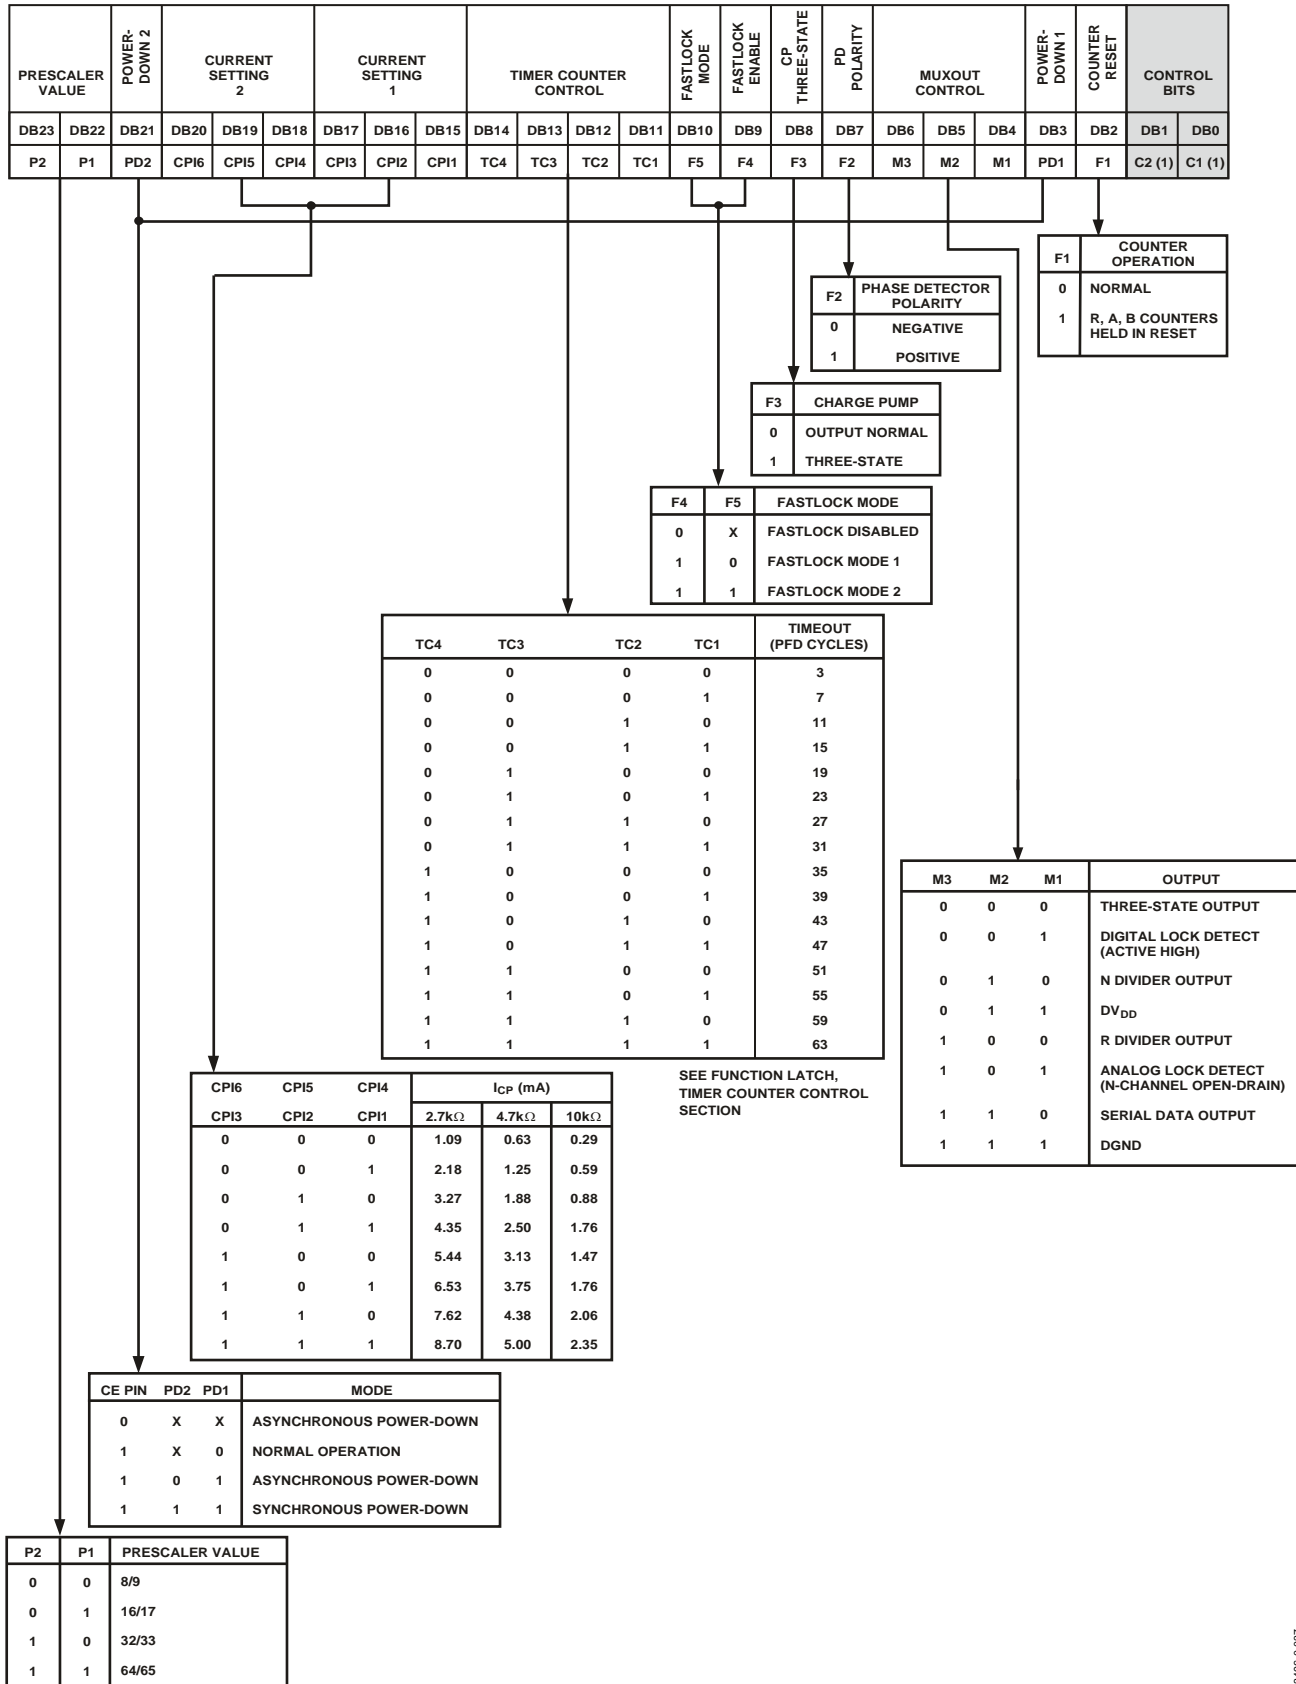 PRESCALER VALUE
POWER-DOWN 2
CURRENT SETTING 2
CURRENT SETTING 1
TIMER COUNTER CONTROL
FASTLOCK MODE
FASTLOCK ENABLE
CP THREE-STATE
PD POLARITY
MUXOUT CONTROL
POWER-DOWN 1
COUNTER RESET
CONTROL BITS
DB23 DB22 DB21 DB20 DB19 DB18 DB17 DB16 DB15 DB14 DB13 DB12 DB11 DB10 DB9 DB8 DB7 DB6 DB5 DB4 DB3 DB2 DB1 DB0
P2 P1 PD2 CPI6 CPI5 CPI4 CPI3 CPI2 CPI1 TC4 TC3 TC2 TC1 F5 F4 F3 F2 M3 M2 M1 PD1 F1 C2 (1) C1 (1)
F1 COUNTER OPERATION
0 NORMAL
1 R, A, B COUNTERS
HELD IN RESET
F2 PHASE DETECTOR POLARITY
0 NEGATIVE
1 POSITIVE
F3 CHARGE PUMP
0 OUTPUT NORMAL
1 THREE-STATE
F4 F5 FASTLOCK MODE
0 X FASTLOCK DISABLED
1 0 FASTLOCK MODE 1
1 1 FASTLOCK MODE 2
TC4 TC3 TC2 TC1 TIMEOUT (PFD CYCLES)
0 0 0 0 3
0 0 0 1 7
0 0 1 0 11
0 0 1 1 15
0 1 0 0 19
0 1 0 1 23
0 1 1 0 27
0 1 1 1 31
1 0 0 0 35
1 0 0 1 39
1 0 1 0 43
1 0 1 1 47
1 1 0 0 51
1 1 0 1 55
1 1 1 0 59
1 1 1 1 63
SEE FUNCTION LATCH,
TIMER COUNTER CONTROL
SECTION
M3 M2 M1 OUTPUT
0 0 0 THREE-STATE OUTPUT
0 0 1 DIGITAL LOCK DETECT
(ACTIVE HIGH)
0 1 0 N DIVIDER OUTPUT
0 1 1 DVDD
1 0 0 R DIVIDER OUTPUT
1 0 1 ANALOG LOCK DETECT
(N-CHANNEL OPEN-DRAIN)
1 1 0 SERIAL DATA OUTPUT
1 1 1 DGND
CPI6 CPI5 CPI4 ICP (mA)
CPI3 CPI2 CPI1 2.7kΩ 4.7kΩ 10kΩ
0 0 0 1.09 0.63 0.29
0 0 1 2.18 1.25 0.59
0 1 0 3.27 1.88 0.88
0 1 1 4.35 2.50 1.76
1 0 0 5.44 3.13 1.47
1 0 1 6.53 3.75 1.76
1 1 0 7.62 4.38 2.06
1 1 1 8.70 5.00 2.35
CE PIN PD2 PD1 MODE
0 X X ASYNCHRONOUS POWER-DOWN
1 X 0 NORMAL OPERATION
1 0 1 ASYNCHRONOUS POWER-DOWN
1 1 1 SYNCHRONOUS POWER-DOWN
P2 P1 PRESCALER VALUE
0 0 8/9
0 1 16/17
1 0 32/33
1 1 64/65